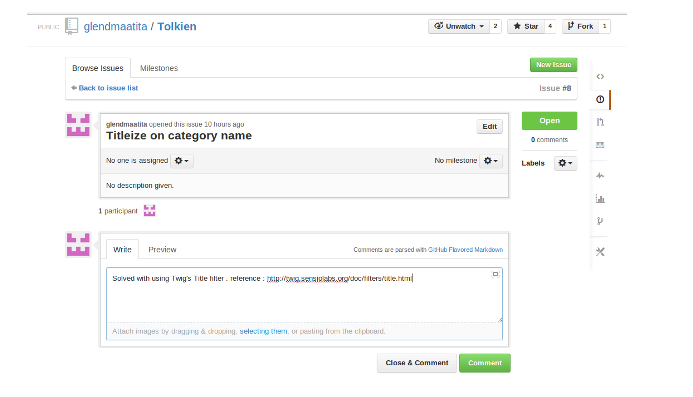 PUBLIC glendmaatita / Tolkien Unwatch 2 Star 4 Fork 1
Browse Issues Milestones New Issue
Back to issue list Issue #8
glendmaatita opened this issue 10 hours ago Edit Open
Titleize on category name
0 comments
No one is assigned No milestone Labels
No description given.
1 participant
Write Preview Comments are parsed with GitHub Flavored Markdown
Solved with using Twig's Title filter . reference : http://twig.sensiolabs.org/doc/filters/title.html
Attach images by dragging & dropping, selecting them, or pasting from the clipboard.
Close & Comment Comment